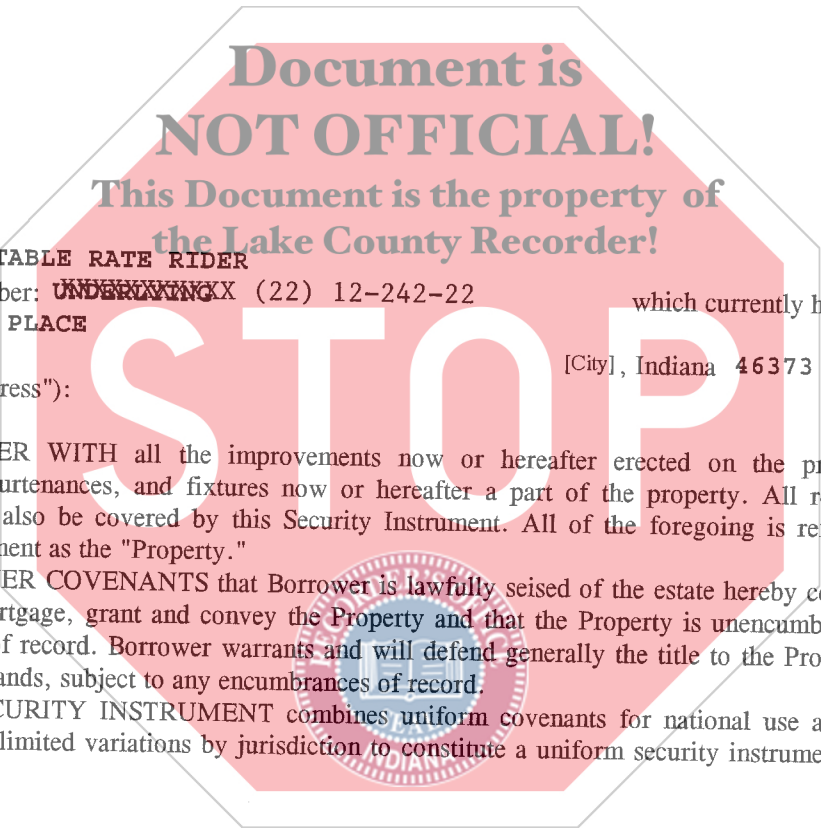 Document is
NOT OFFICIAL!
This Document is the property of
the Lake County Recorder!
TABLE RATE RIDER
ber: UNDERLYING (22) 12-242-22 which currently h
PLACE
[City], Indiana 46373
ress"):
STOP
ER WITH all the improvements now or hereafter erected on the pr
urtenances, and fixtures now or hereafter a part of the property. All r
also be covered by this Security Instrument. All of the foregoing is re
ment as the "Property."
ER COVENANTS that Borrower is lawfully seised of the estate hereby c
rtgage, grant and convey the Property and that the Property is unencumb
f record. Borrower warrants and will defend generally the title to the Pro
ands, subject to any encumbrances of record.
CURITY INSTRUMENT combines uniform covenants for national use a
limited variations by jurisdiction to constitute a uniform security instrume
SEAL
INDIANA